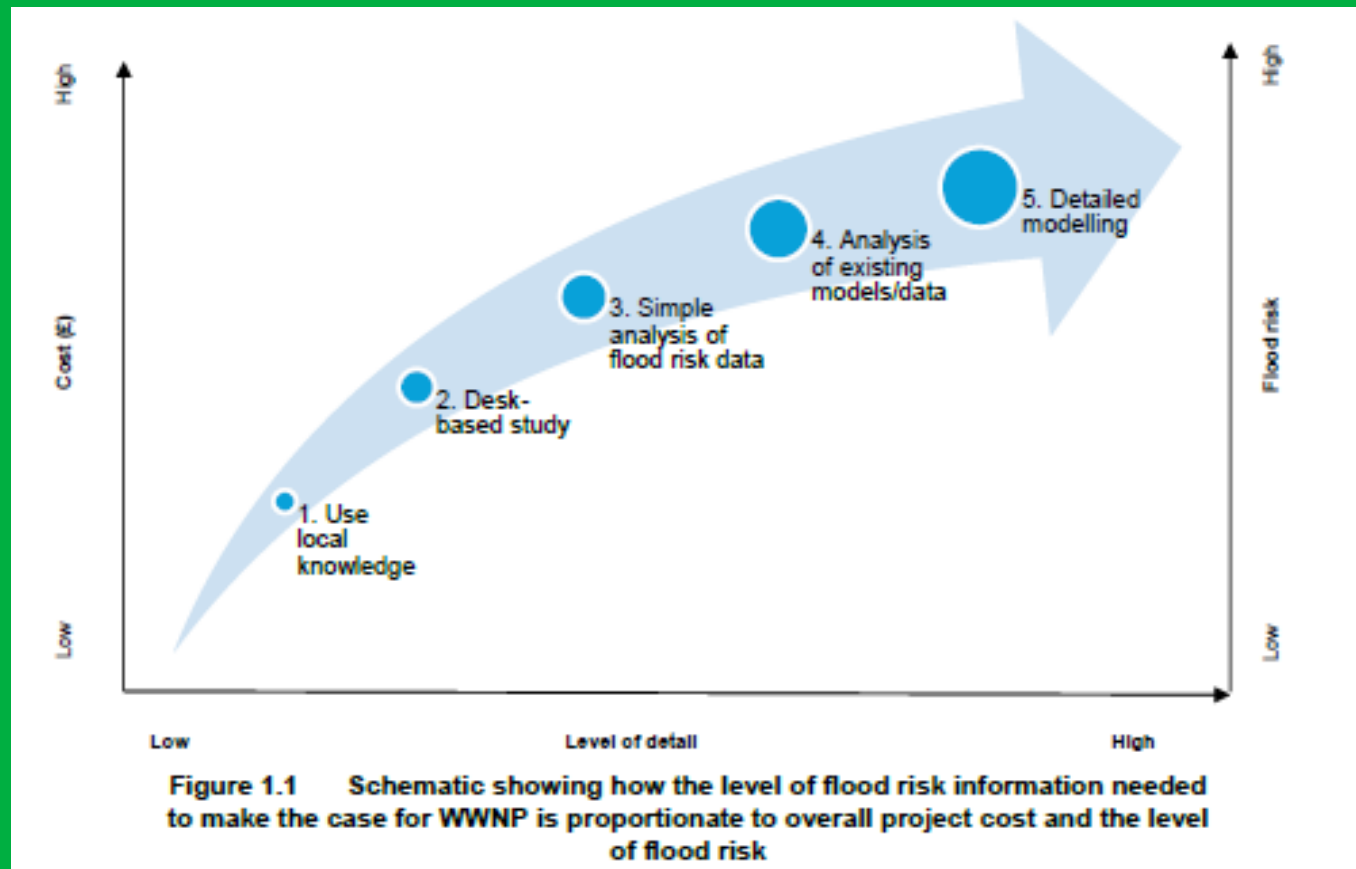 High
High
5. Detailed
modelling
4. Analysis
of existing
models/data
3. Simple
analysis of
flood risk data
Cost (£)
Flood risk
2. Desk-
based study
1. Use
local
knowledge
Low
Low
Low
Level of detail
High
Figure 1.1 Schematic showing how the level of flood risk information needed
to make the case for WWNP is proportionate to overall project cost and the level
of flood risk